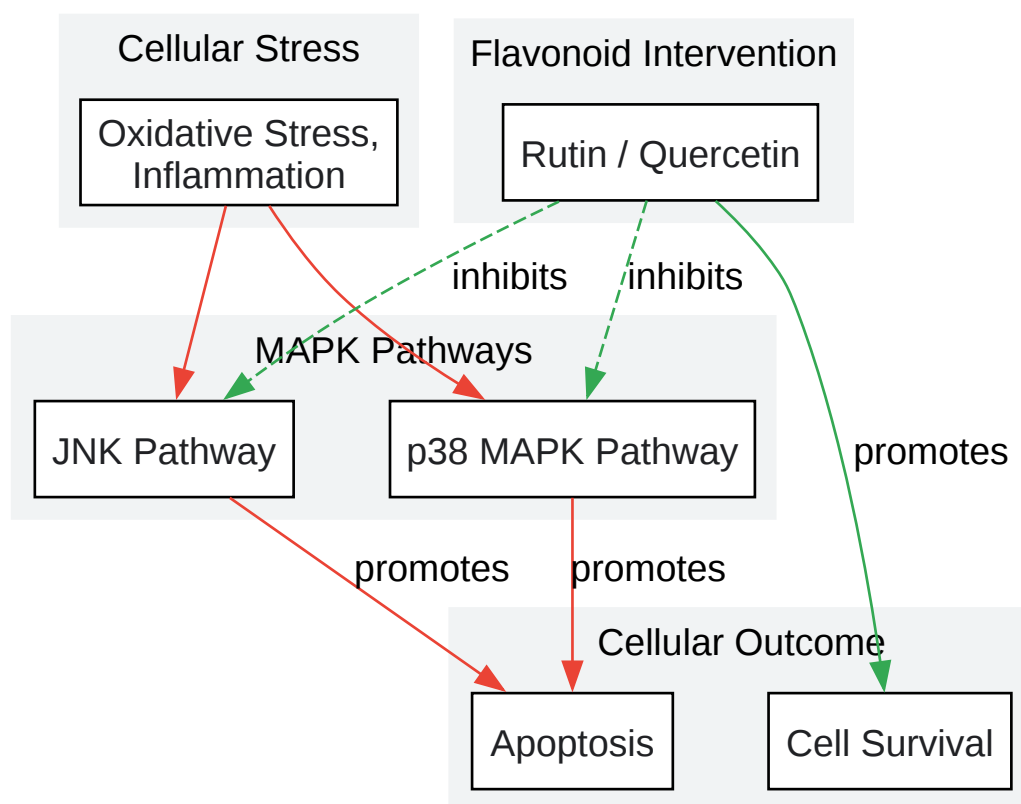 Cellular Stress
Flavonoid Intervention
Oxidative Stress,
Inflammation
Rutin / Quercetin
inhibits
inhibits
MAPK Pathways
JNK Pathway
p38 MAPK Pathway
promotes
promotes
promotes
Cellular Outcome
Apoptosis
Cell Survival